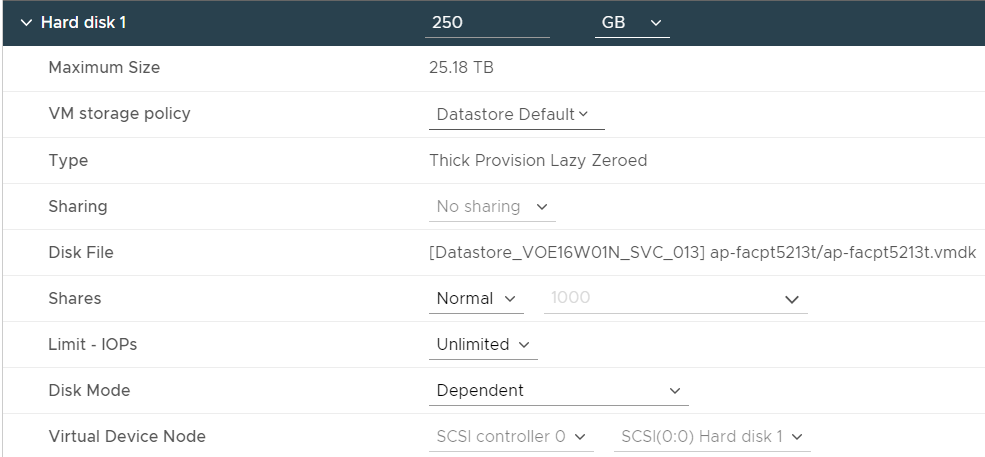 Hard disk 1 250 GB
Maximum Size 25.18 TB
VM storage policy Datastore Default
Type Thick Provision Lazy Zeroed
Sharing No sharing
Disk File [Datastore_VOE16W01N_SVC_013] ap-facpt5213t/ap-facpt5213t.vmdk
Shares Normal 1000
Limit - IOPs Unlimited
Disk Mode Dependent
Virtual Device Node SCSI controller 0 SCSI(0:0) Hard disk 1